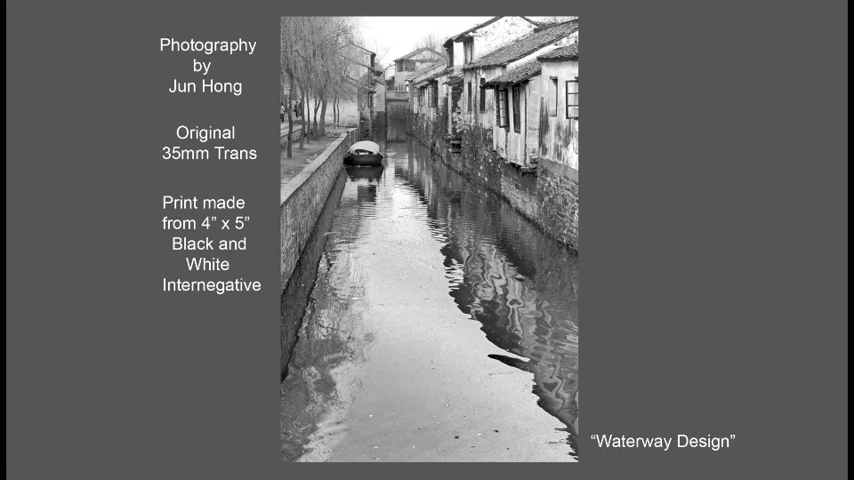 Photography
by
Jun Hong
Original
35mm Trans
Print made
from 4” x 5”
Black and
White
Internegative
“Waterway Design”